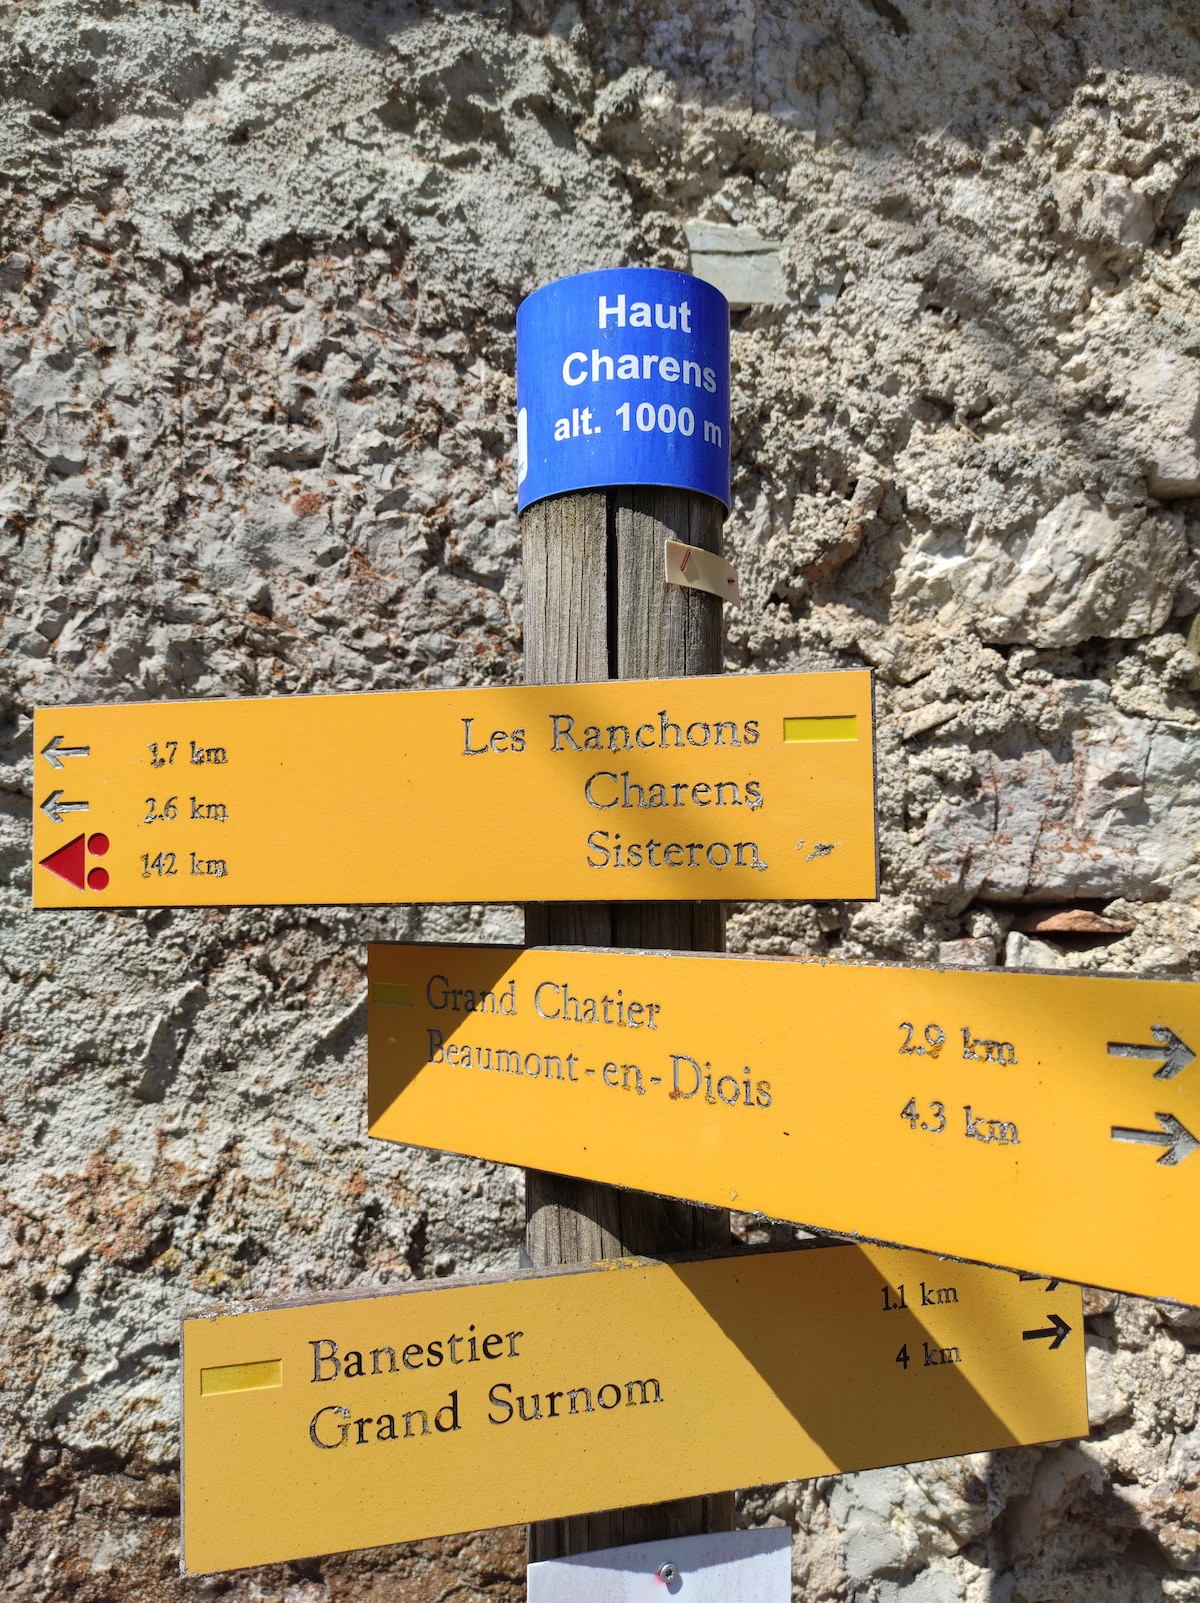 Haut
Charens
alt. 1000 m
1.7 km Les Ranchons
2.6 km Charens
142 km Sisteron
Grand Chatier 2.9 km
Beaumont-en-Diois 4.3 km
Banestier 1.1 km
Grand Surnom 4 km